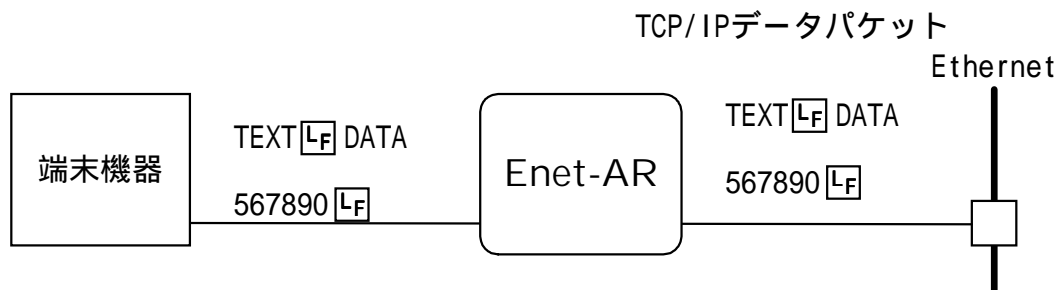 TCP/IPデータパケット
Ethernet
端末機器
TEXT LF DATA
567890 LF
Enet-AR
TEXT LF DATA
567890 LF